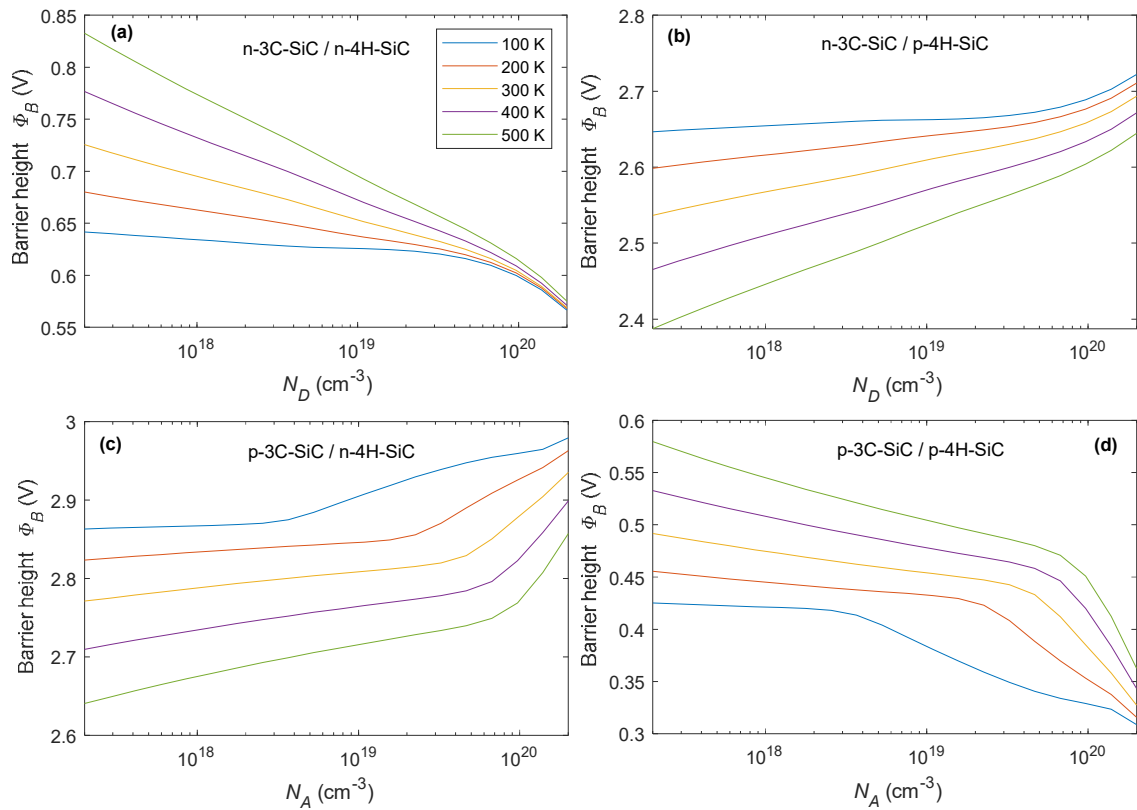 (a)
n-3C-SiC / n-4H-SiC
100 K
200 K
300 K
400 K
500 K
Barrier height Φ_B (V)
0.85
0.8
0.75
0.7
0.65
0.6
0.55
10^18
10^19
10^20
N_D (cm^-3)
(b)
n-3C-SiC / p-4H-SiC
Barrier height Φ_B (V)
2.8
2.7
2.6
2.5
2.4
10^18
10^19
10^20
N_D (cm^-3)
(c)
p-3C-SiC / n-4H-SiC
Barrier height Φ_B (V)
3
2.9
2.8
2.7
2.6
10^18
10^19
10^20
N_A (cm^-3)
p-3C-SiC / p-4H-SiC
(d)
Barrier height Φ_B (V)
0.6
0.55
0.5
0.45
0.4
0.35
0.3
10^18
10^19
10^20
N_A (cm^-3)